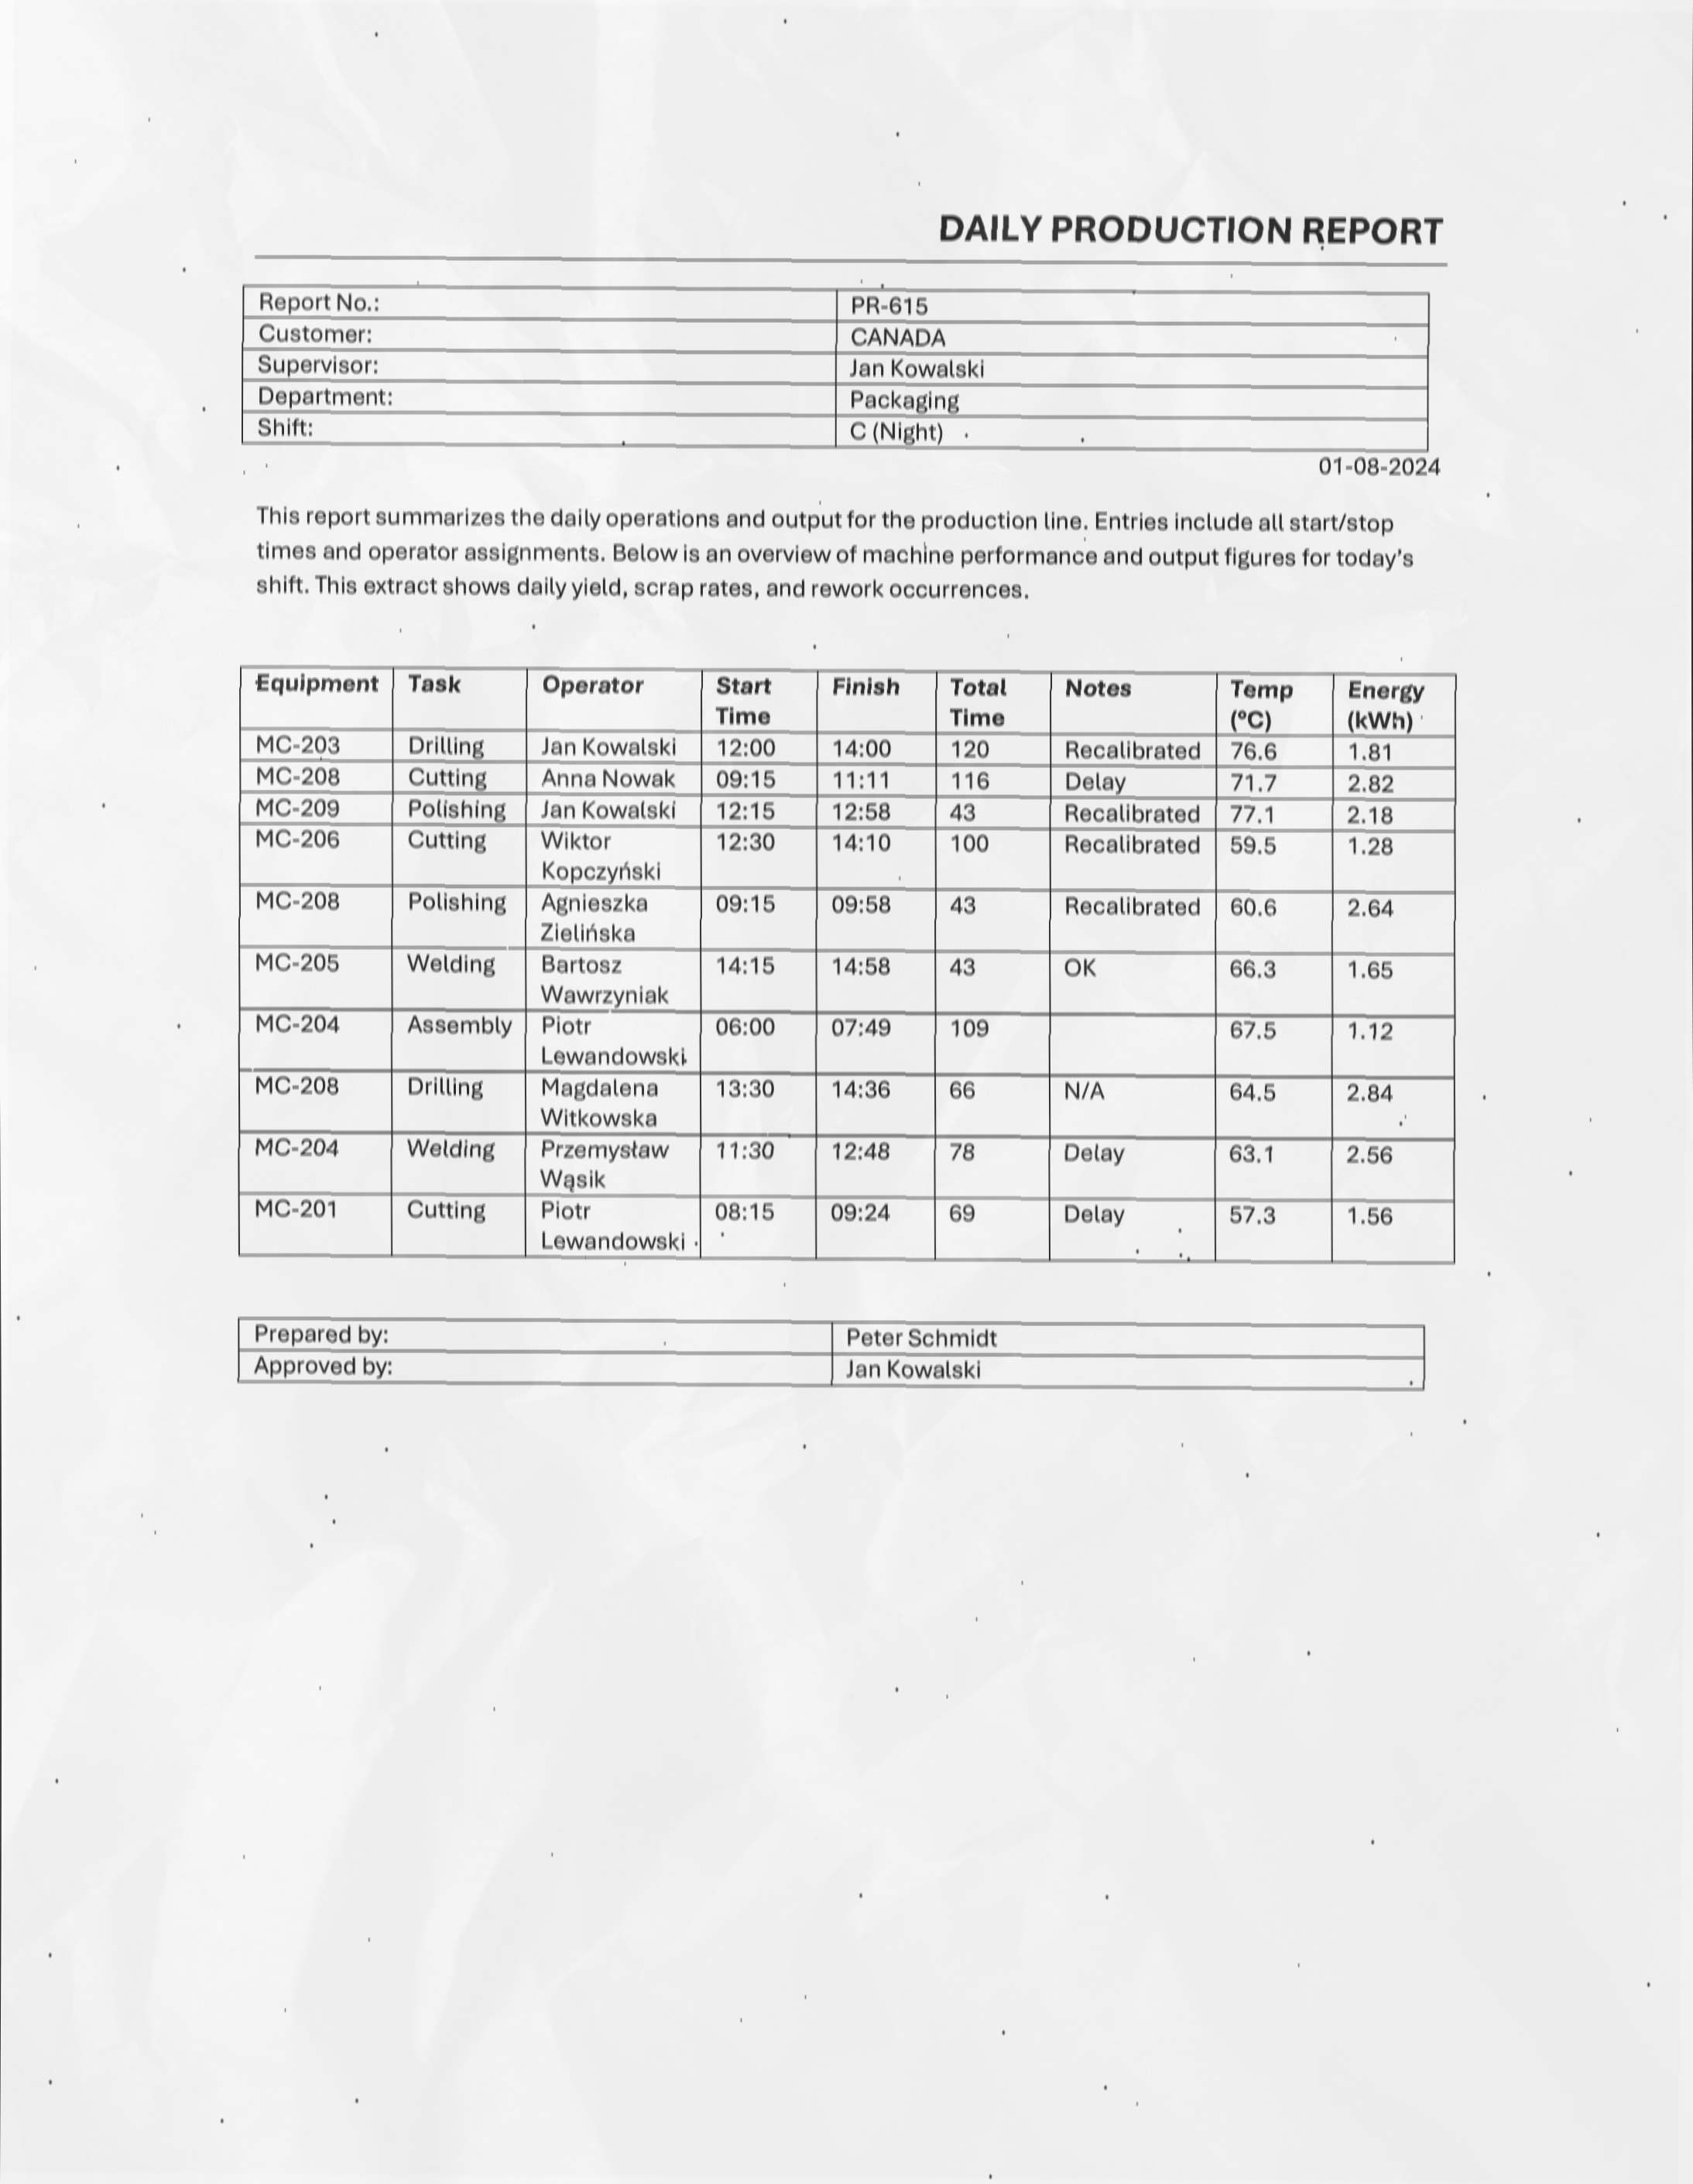 DAILY PRODUCTION REPORT
Report No.: PR-615
Customer: CANADA
Supervisor: Jan Kowalski
Department: Packaging
Shift: C (Night)
01-08-2024
This report summarizes the daily operations and output for the production line. Entries include all start/stop
times and operator assignments. Below is an overview of machine performance and output figures for today's
shift. This extract shows daily yield, scrap rates, and rework occurrences.
Equipment Task Operator Start Time Finish Total Time Notes Temp (°C) Energy (kWh)
MC-203 Drilling Jan Kowalski 12:00 14:00 120 Recalibrated 76.6 1.81
MC-208 Cutting Anna Nowak 09:15 11:11 116 Delay 71.7 2.82
MC-209 Polishing Jan Kowalski 12:15 12:58 43 Recalibrated 77.1 2.18
MC-206 Cutting Wiktor Kopczyński 12:30 14:10 100 Recalibrated 59.5 1.28
MC-208 Polishing Agnieszka Zielińska 09:15 09:58 43 Recalibrated 60.6 2.64
MC-205 Welding Bartosz Wawrzyniak 14:15 14:58 43 OK 66.3 1.65
MC-204 Assembly Piotr Lewandowski 06:00 07:49 109 67.5 1.12
MC-208 Drilling Magdalena Witkowska 13:30 14:36 66 N/A 64.5 2.84
MC-204 Welding Przemysław Wąsik 11:30 12:48 78 Delay 63.1 2.56
MC-201 Cutting Piotr Lewandowski 08:15 09:24 69 Delay 57.3 1.56
Prepared by: Peter Schmidt
Approved by: Jan Kowalski